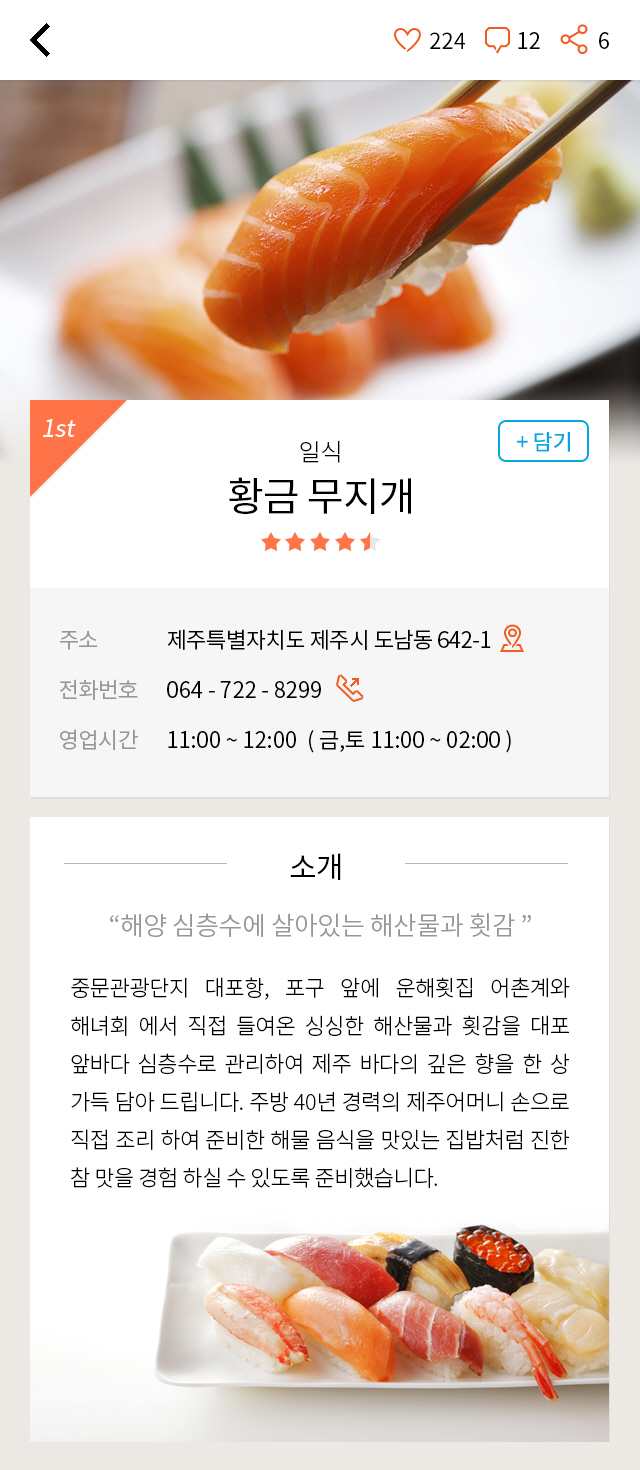 224 12 6
1st
+ 담기
일식
황금 무지개
주소 제주특별자치도 제주시 도남동 642-1
전화번호 064 - 722 - 8299
영업시간 11:00 ~ 12:00 ( 금,토 11:00 ~ 02:00 )
소개
“해양 심층수에 살아있는 해산물과 횟감 ”
중문관광단지 대포항, 포구 앞에 운해횟집 어촌계와
해녀회 에서 직접 들여온 싱싱한 해산물과 횟감을 대포
앞바다 심층수로 관리하여 제주 바다의 깊은 향을 한 상
가득 담아 드립니다. 주방 40년 경력의 제주어머니 손으로
직접 조리 하여 준비한 해물 음식을 맛있는 집밥처럼 진한
참 맛을 경험 하실 수 있도록 준비했습니다.